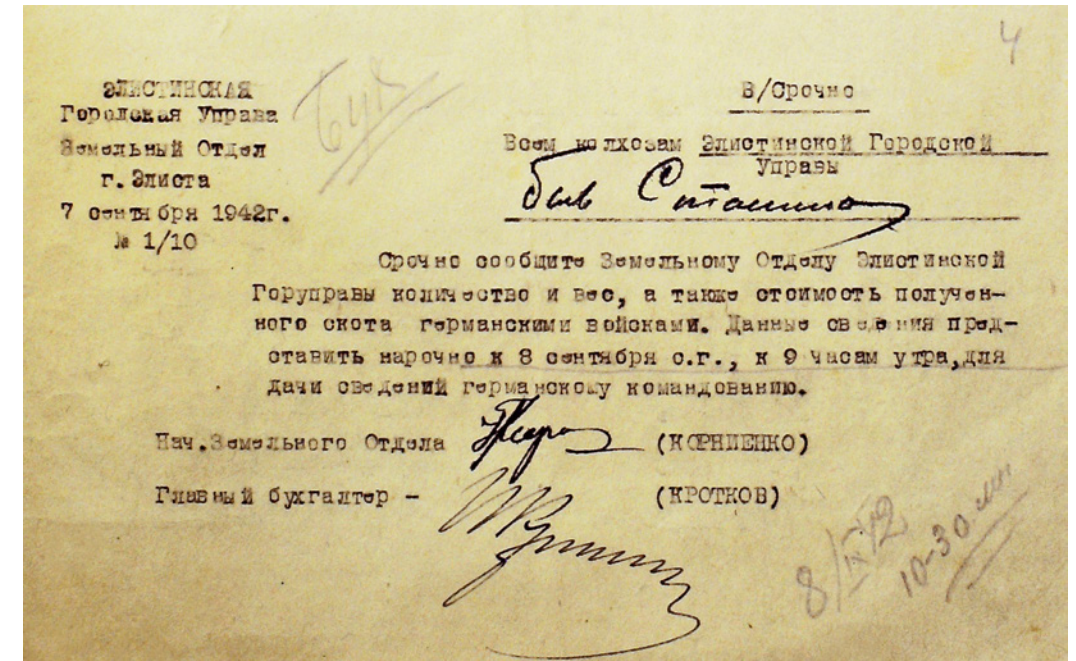 4
ЭЛИСТИНСКАЯ
Городская Управа
Земельный Отдел
г. Элиста
7 сентября 1942г.
№ 1/10
В/Срочно
Всем колхозам Элистинской Городской
Управы
Срочно сообщите Земельному Отделу Элистинской
Горуправы количество и вес, а также стоимость получен-
ного скота германскими войсками. Данные сведения пред-
ставить нарочно к 8 сентября с.г., к 9 часам утра,для
дачи сведений германскому командованию.
Нач.Земельного Отдела (КОРНИЕНКО)
Главный бухгалтер - (КРОТКОВ)
8/IX 42
10-30